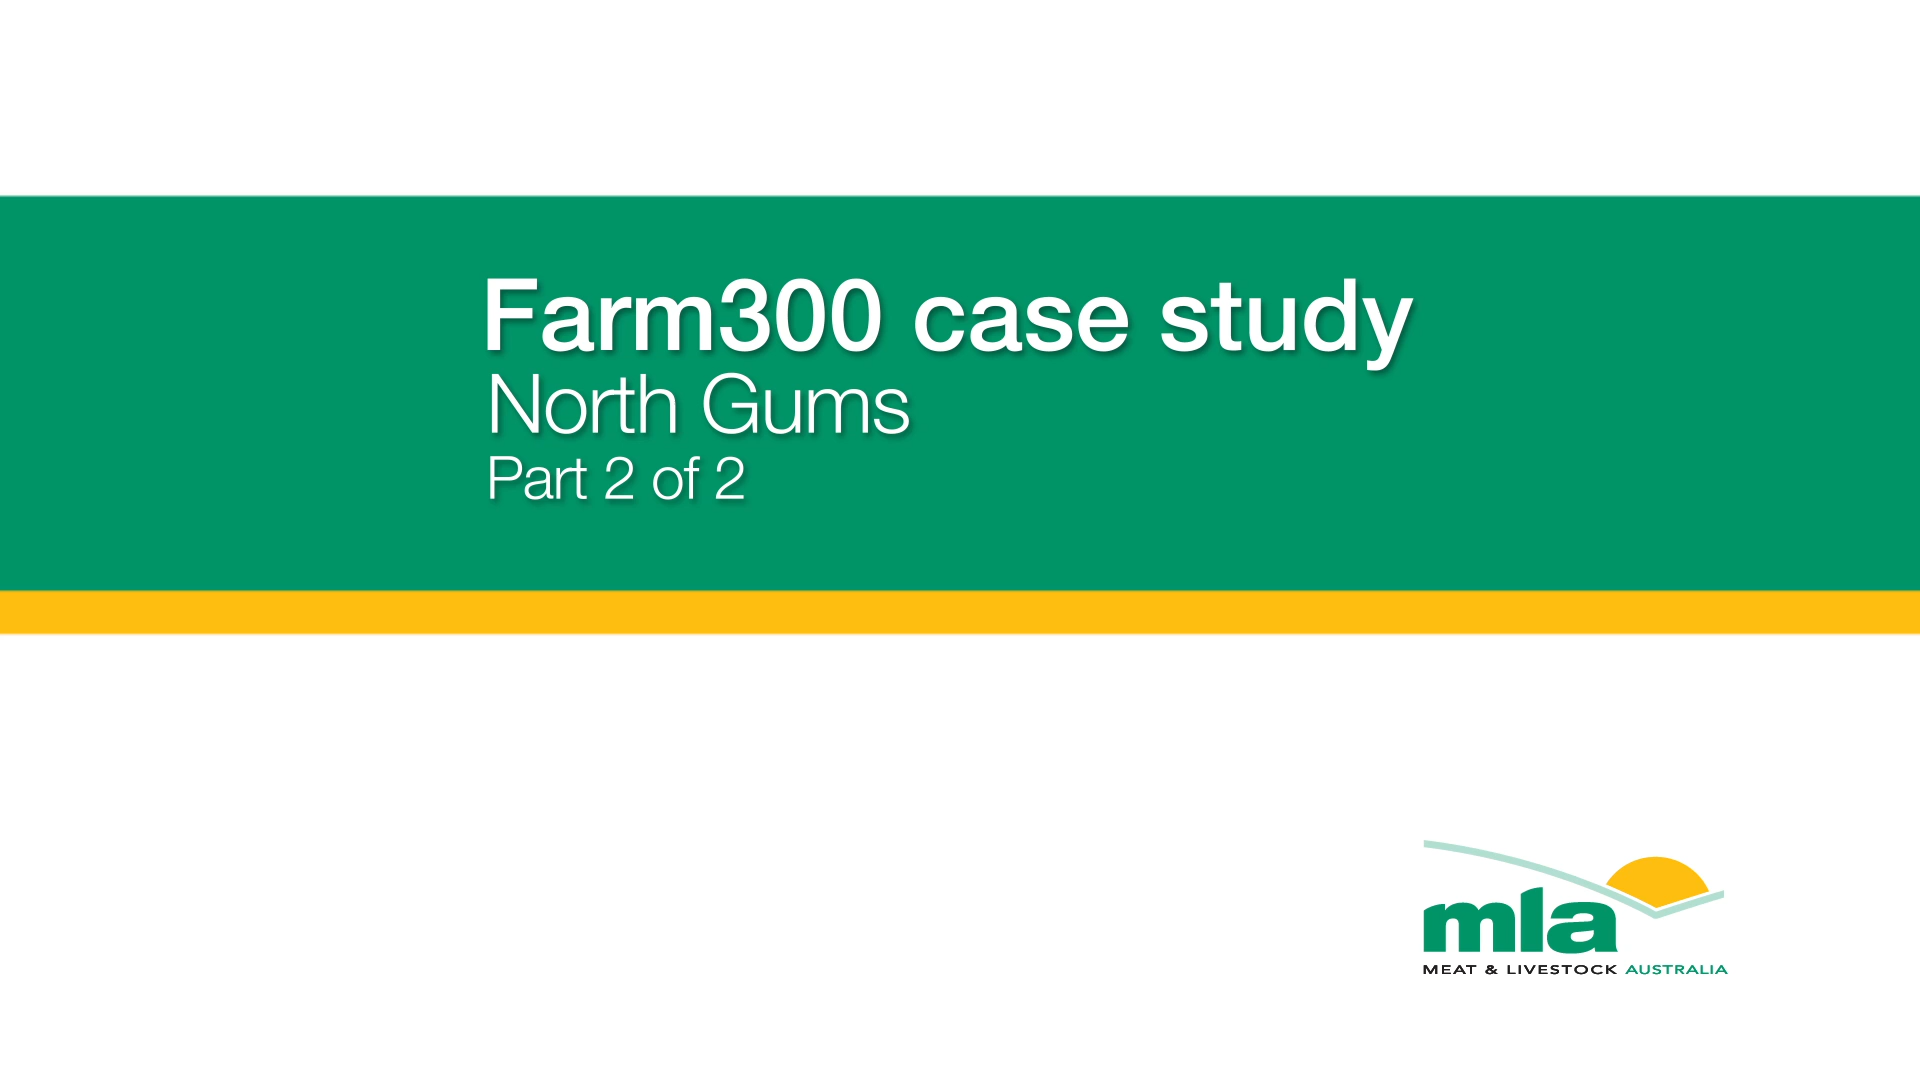 Farm300 case study
North Gums
Part 2 of 2
mla
MEAT & LIVESTOCK AUSTRALIA